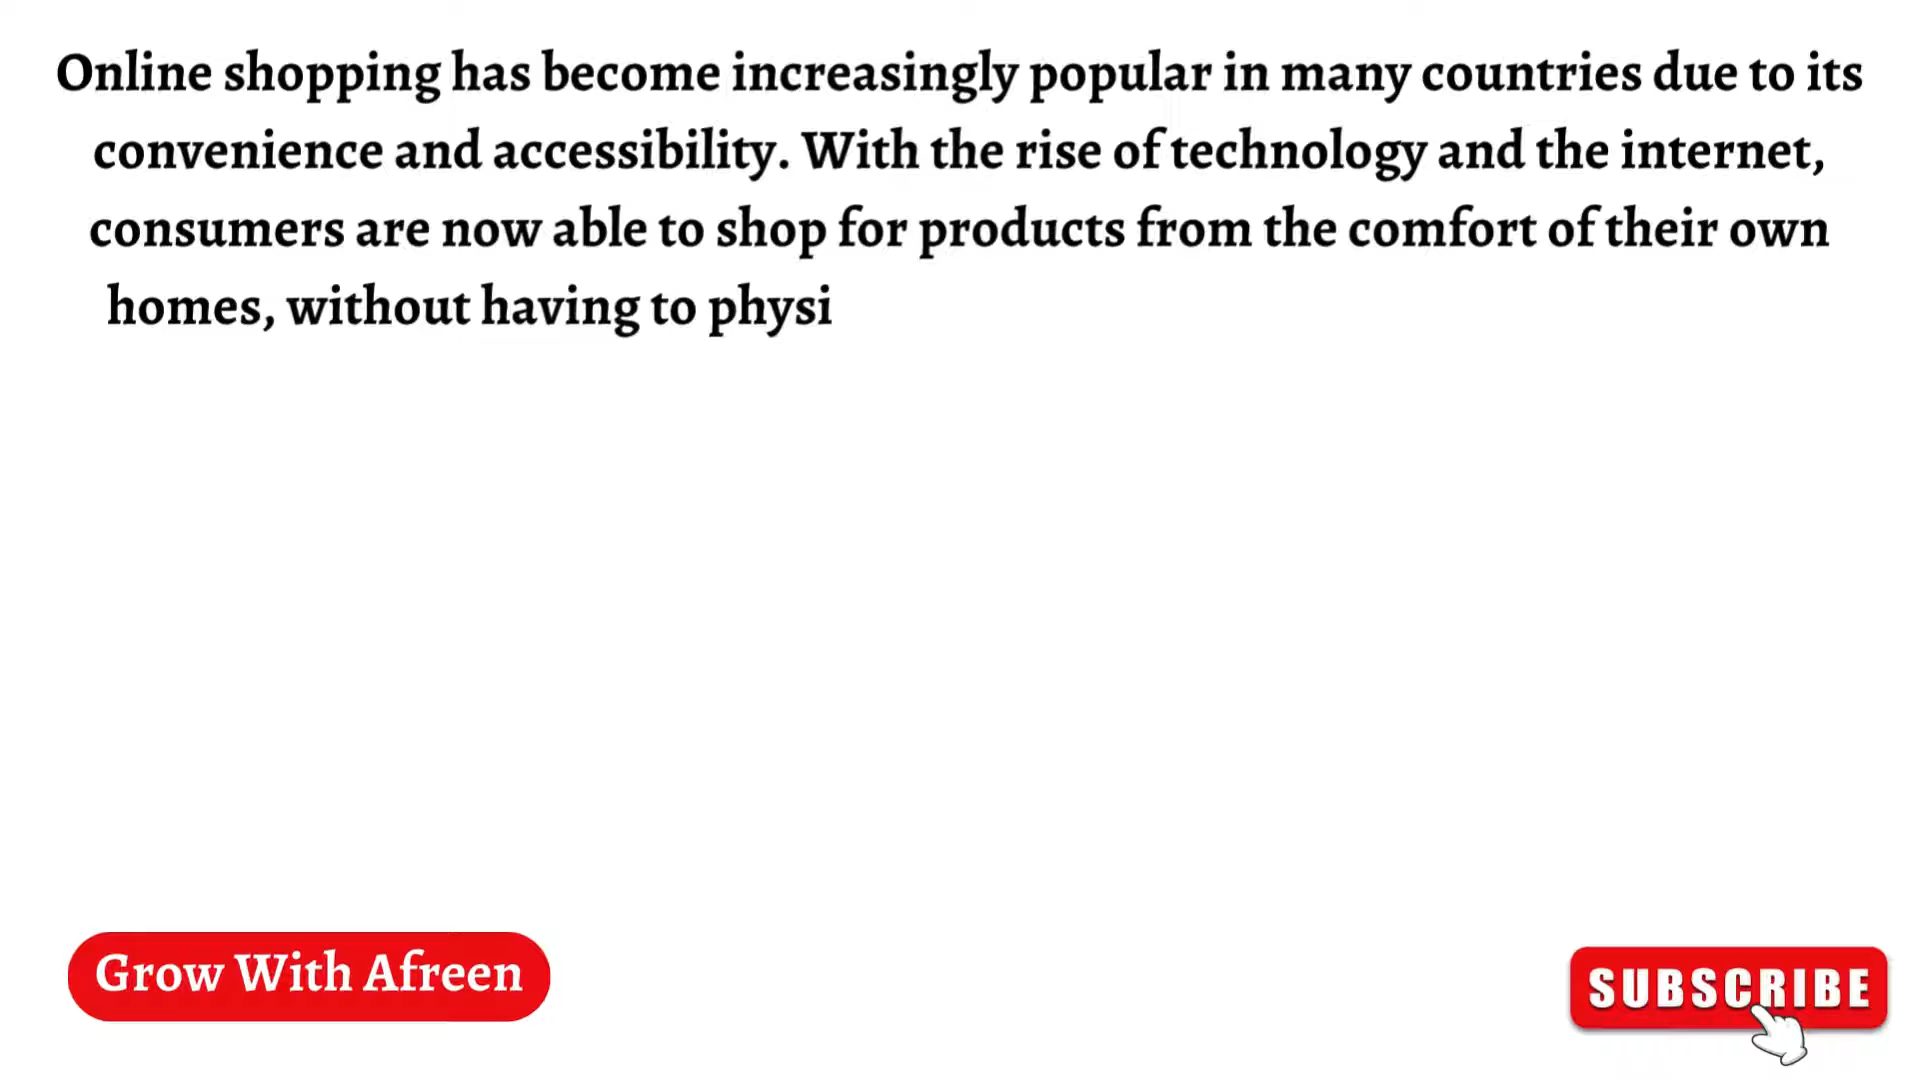 Online shopping has become increasingly popular in many countries due to its
convenience and accessibility. With the rise of technology and the internet,
consumers are now able to shop for products from the comfort of their own
homes, without having to physi
Grow With Afreen
SUBSCRIBE